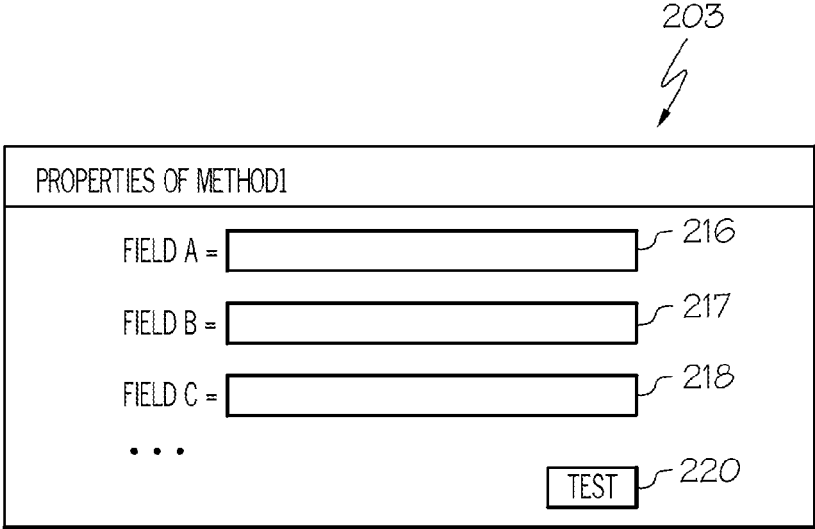 203
PROPERTIES OF METHOD1
FIELD A = 216
FIELD B = 217
FIELD C = 218
...
TEST 220